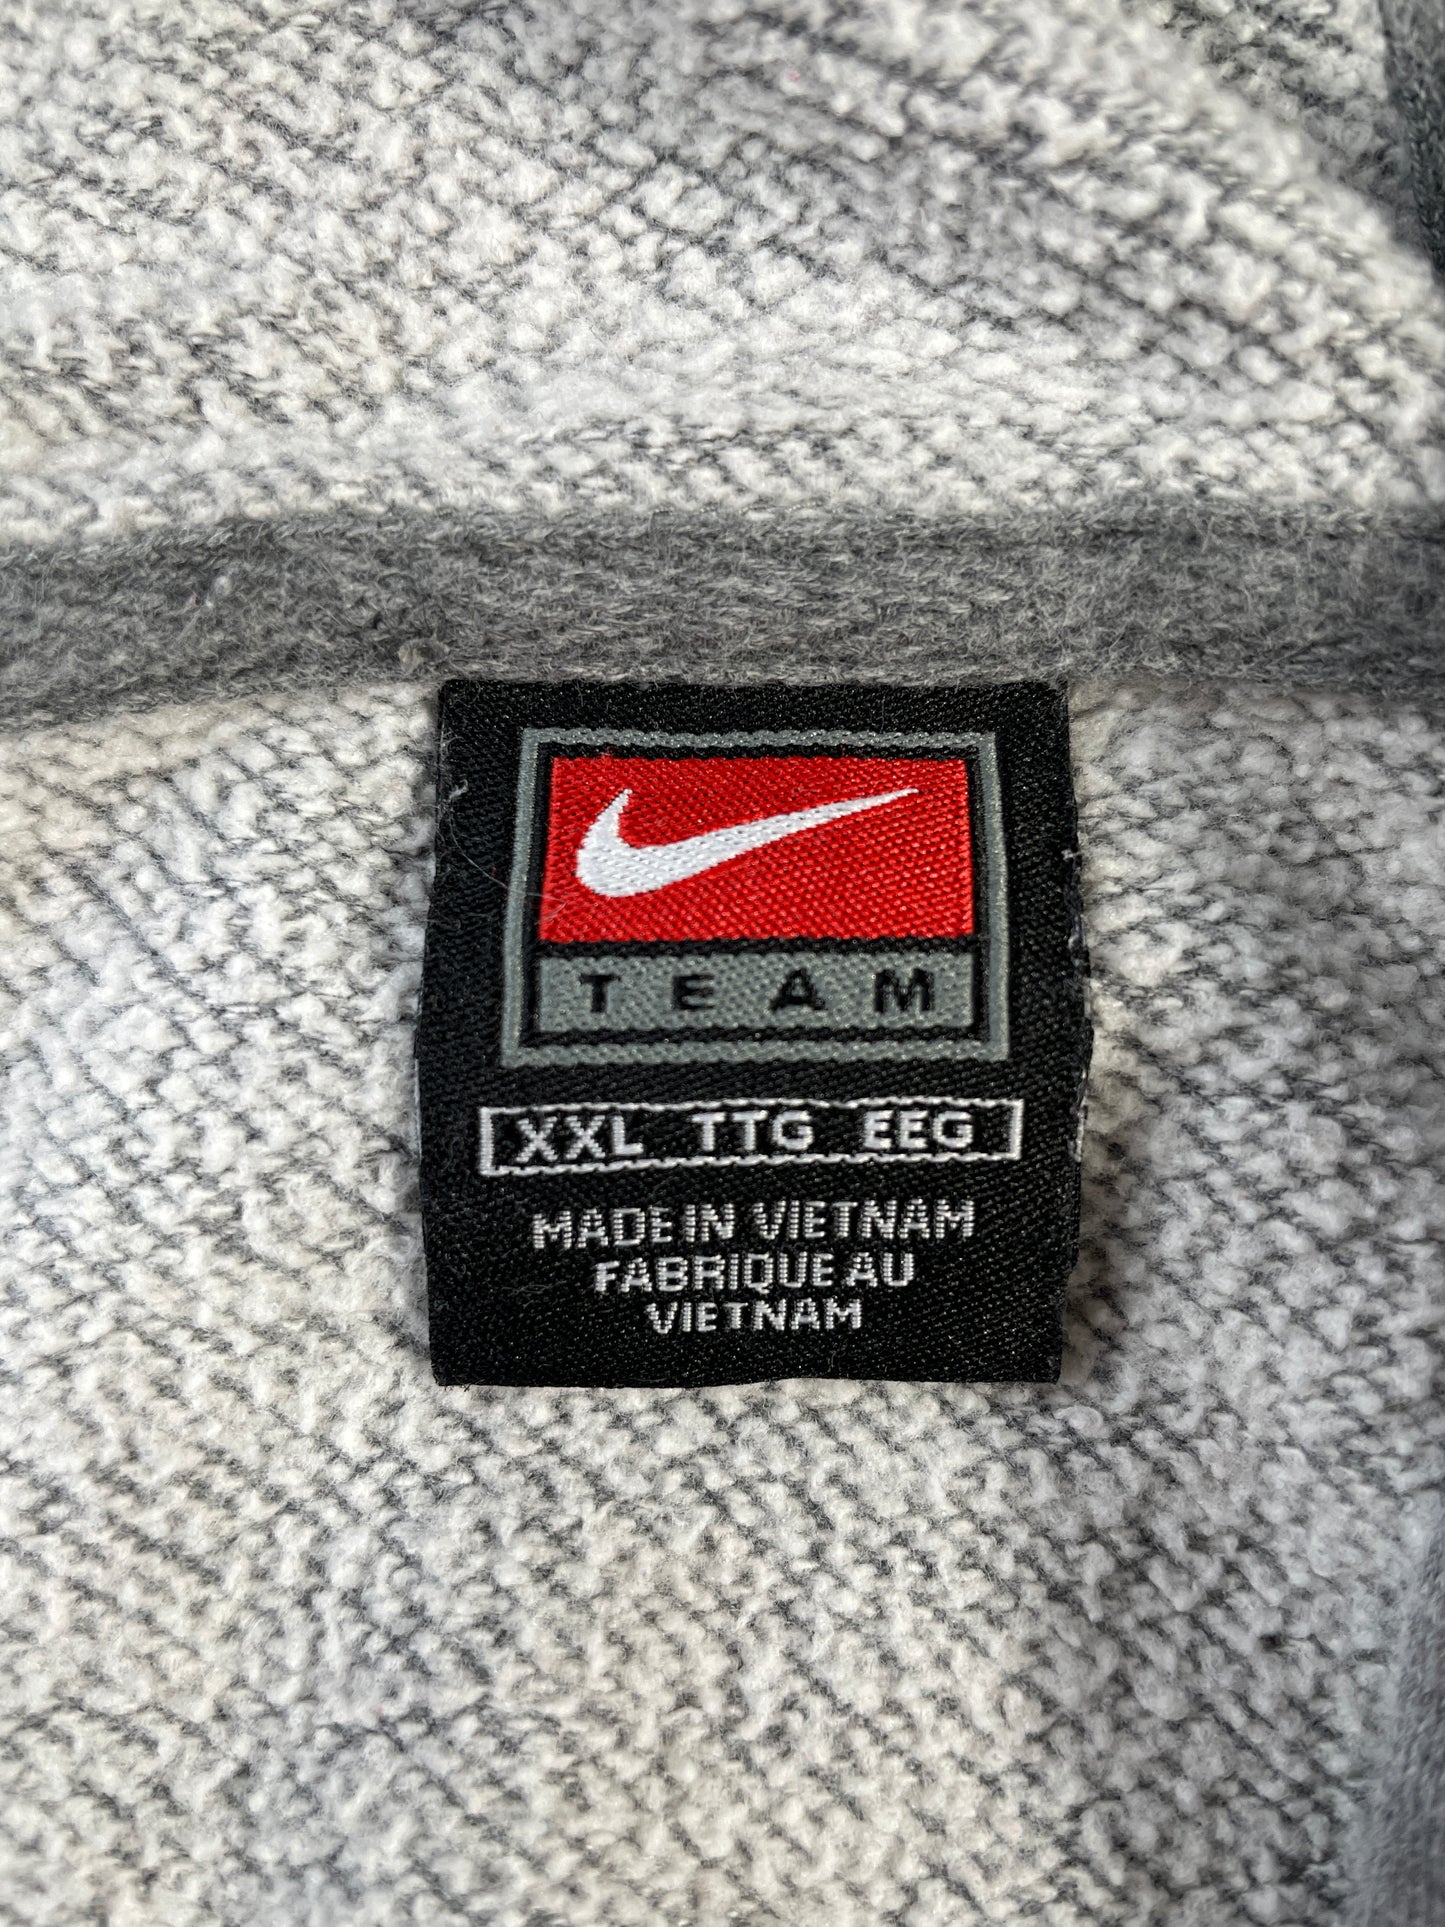 TEAM
XXL TTG EEG
MADE IN VIETNAM
FABRIQUE AU
VIETNAM